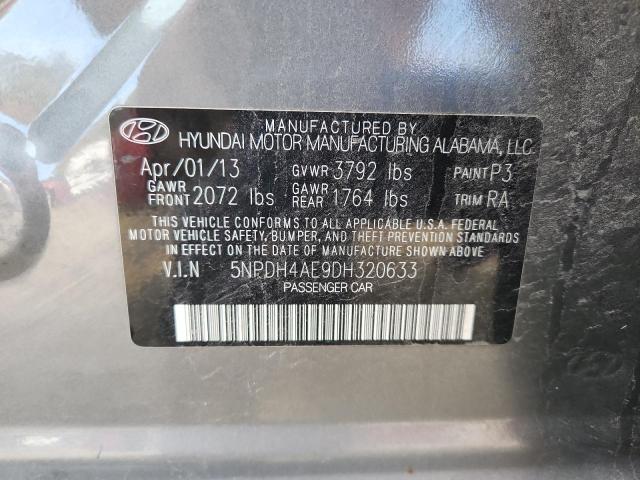 MANUFACTURED BY
HYUNDAI MOTOR MANUFACTURING ALABAMA, LLC
Apr/01/13 GVWR 3792 lbs PAINT P3
GAWR FRONT 2072 lbs GAWR REAR 1764 lbs TRIM RA
THIS VEHICLE CONFORMS TO ALL APPLICABLE U.S.A. FEDERAL
MOTOR VEHICLE SAFETY, BUMPER, AND THEFT PREVENTION STANDARDS
IN EFFECT ON THE DATE OF MANUFACTURE SHOWN ABOVE.
V.I.N 5NPDH4AE9DH320633
PASSENGER CAR